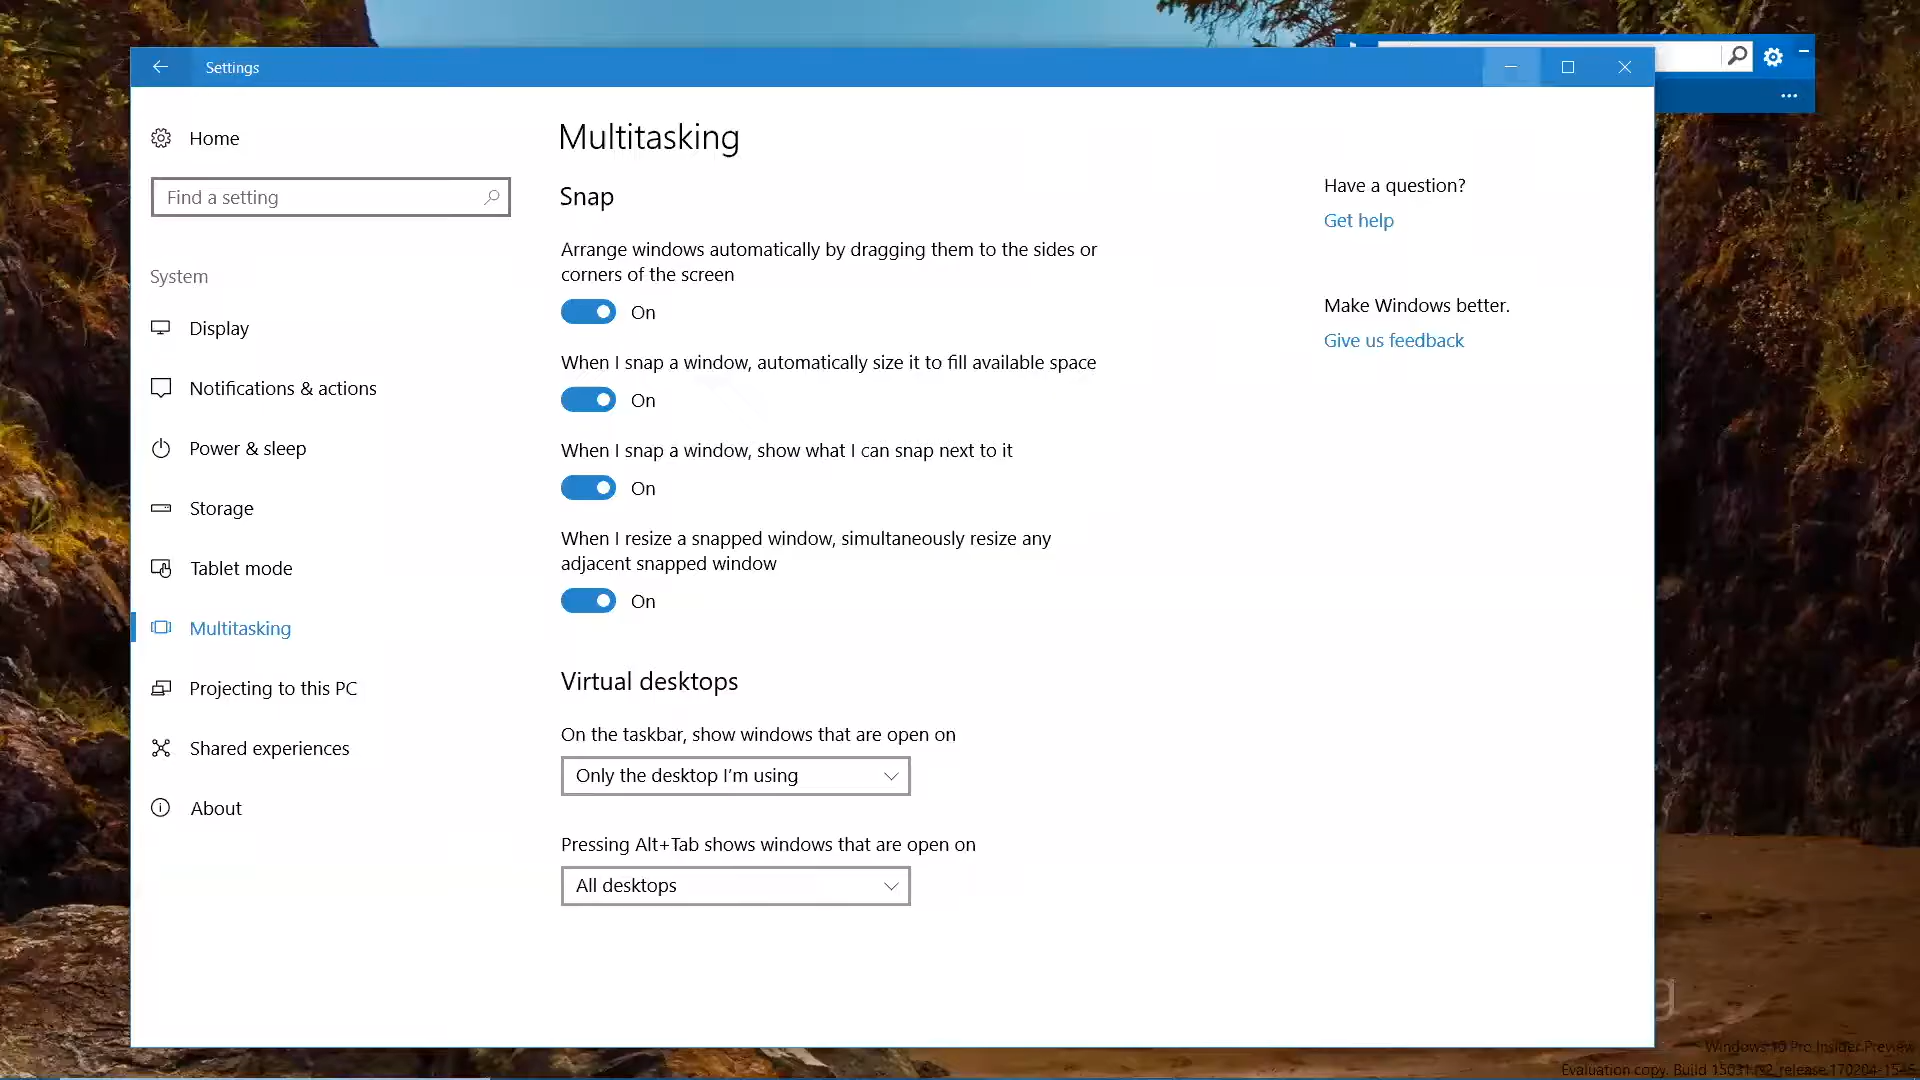 Settings
Home
Find a setting
System
Display
Notifications & actions
Power & sleep
Storage
Tablet mode
Multitasking
Projecting to this PC
Shared experiences
About
Multitasking
Snap
Arrange windows automatically by dragging them to the sides or
corners of the screen
On
When I snap a window, automatically size it to fill available space
On
When I snap a window, show what I can snap next to it
On
When I resize a snapped window, simultaneously resize any
adjacent snapped window
On
Virtual desktops
On the taskbar, show windows that are open on
Only the desktop I'm using
Pressing Alt+Tab shows windows that are open on
All desktops
Have a question?
Get help
Make Windows better.
Give us feedback
Windows 10 Pro Insider Preview
Evaluation copy. Build 15031.rs2_release.170204-1546